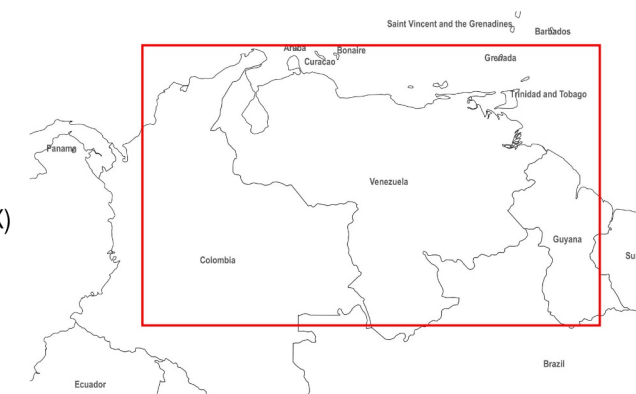 Saint Vincent and the Grenadines
Barbados
Aruba
Bonaire
Curacao
Grenada
Trinidad and Tobago
Panama
Venezuela
X)
Guyana
Colombia
Su
Brazil
Ecuador